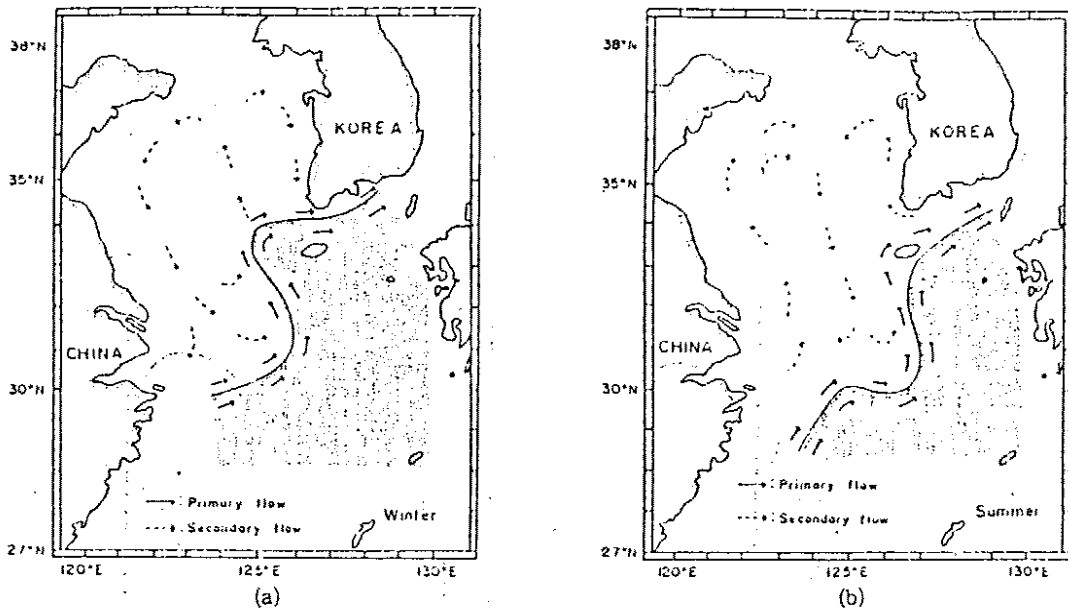 38°N
KOREA
35°N
CHINA
30°N
Primary flow
Secondary flow
Winter
27°N
120°E
125°E
130°E
(a)
38°N
KOREA
35°N
CHINA
30°N
: Primary flow
: Secondary flow
Summer
27°N
120°E
125°E
130°E
(b)